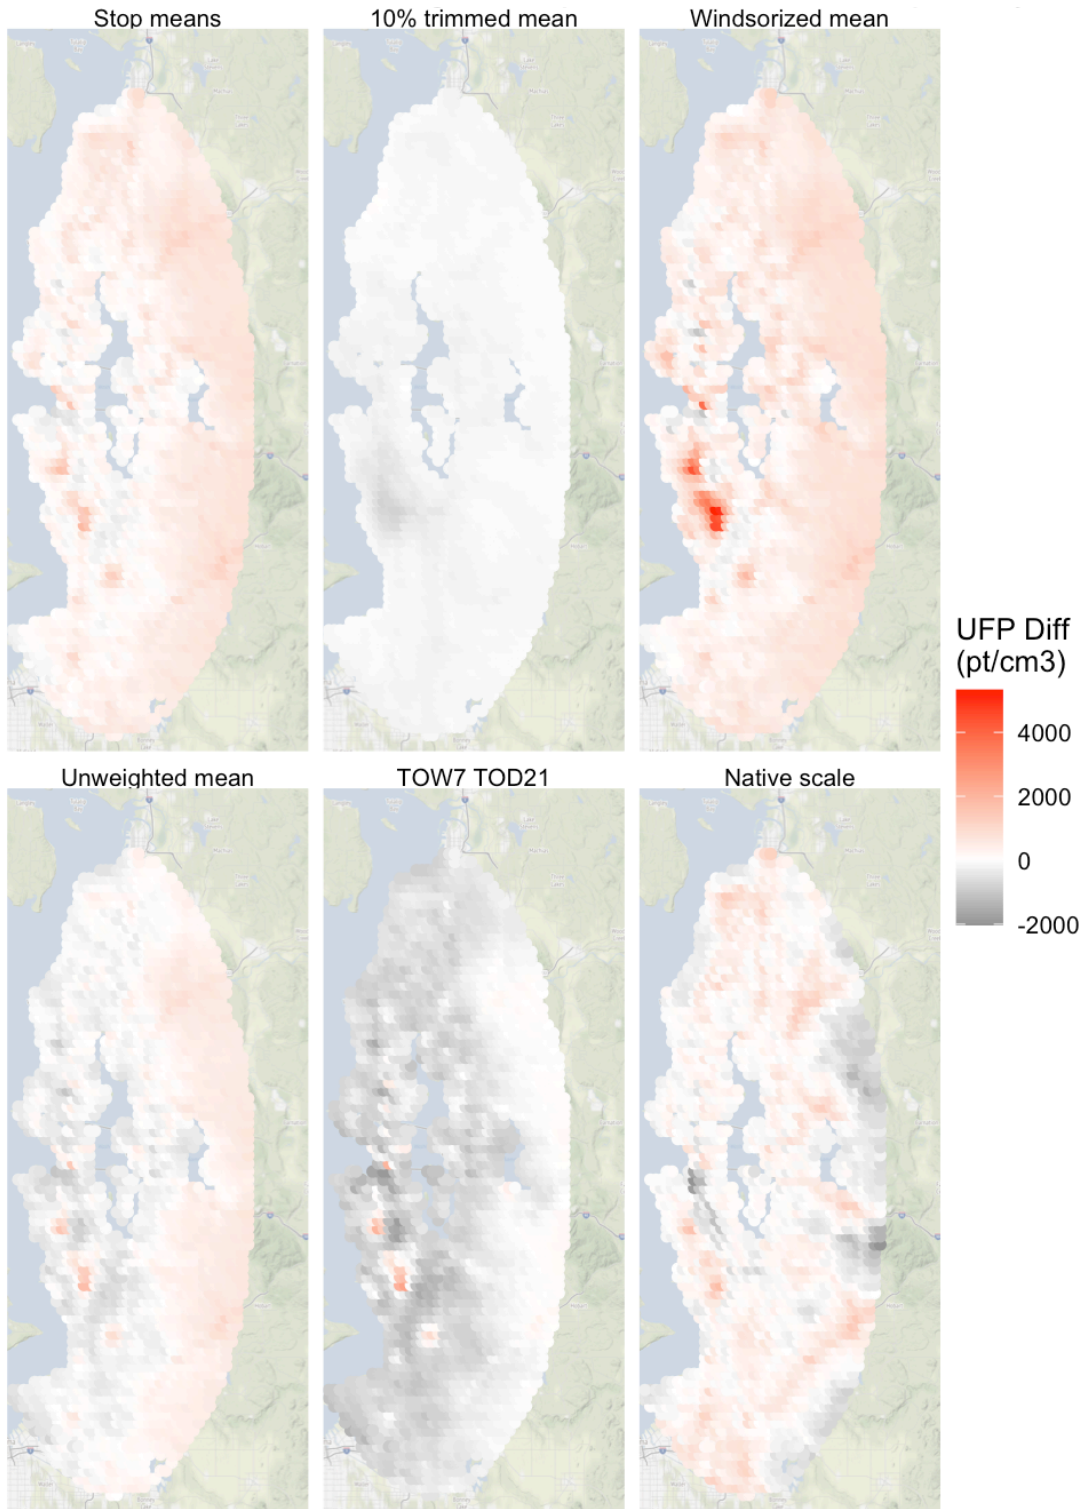 Stop means
10% trimmed mean
Windsorized mean
UFP Diff
(pt/cm3)
4000
2000
0
-2000
Unweighted mean
TOW7 TOD21
Native scale